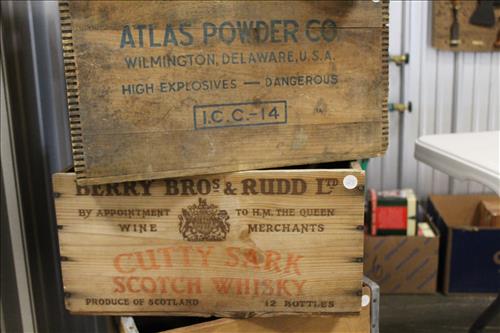 ATLAS POWDER CO.
WILMINGTON, DELAWARE, U.S.A.
HIGH EXPLOSIVES — DANGEROUS
I.C.C.-14
BERRY BROS & RUDD LTD
BY APPOINTMENT TO H.M. THE QUEEN
WINE MERCHANTS
CUTTY SARK
SCOTCH WHISKY
PRODUCE OF SCOTLAND 12 BOTTLES